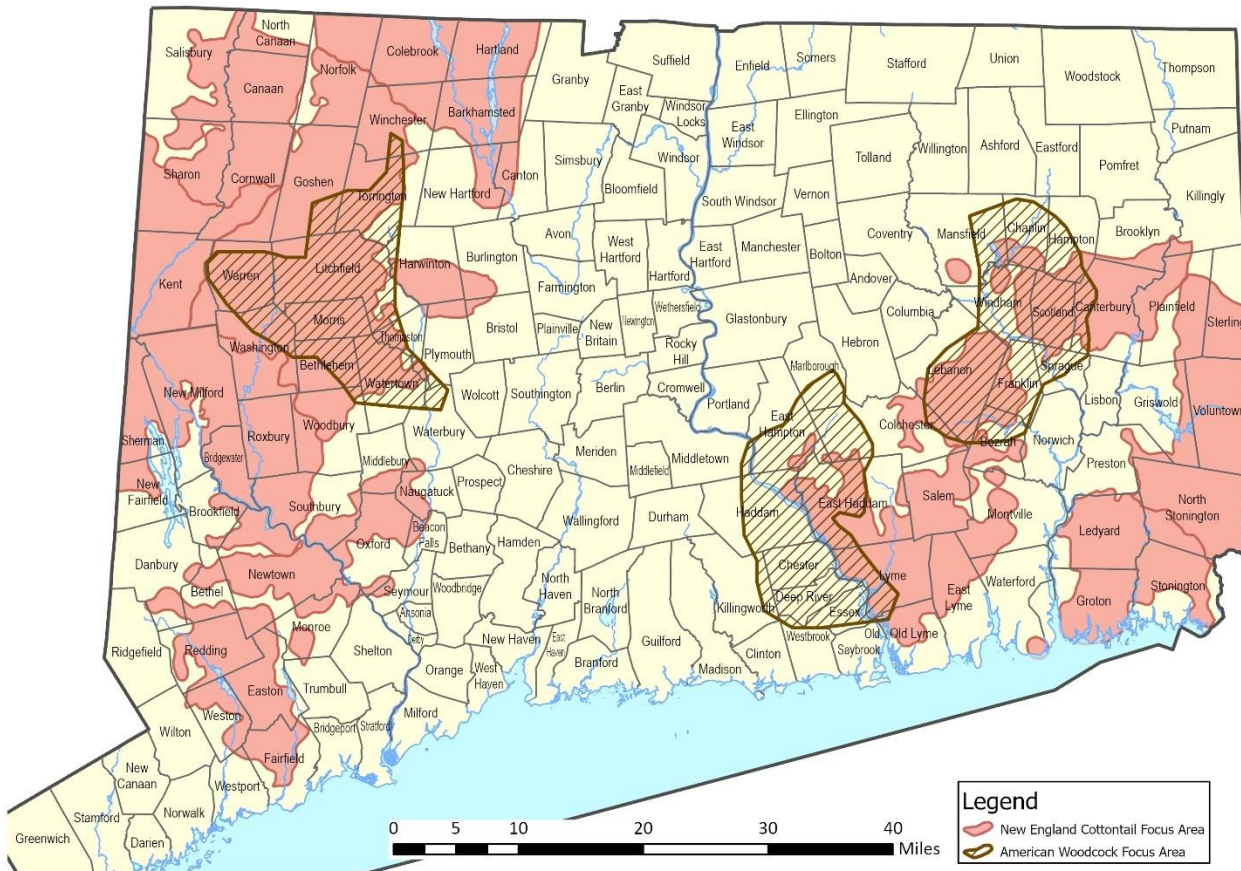 North
Canaan
Salisbury
Canaan
Norfolk
Colebrook
Hartland
Granby
Suffield
East
Granby
Windsor
Locks
Enfield
Somers
Stafford
Union
Woodstock
Thompson
Winchester
Barkhamsted
Simsbury
Windsor
East
Windsor
Ellington
Tolland
Willington
Ashford
Eastford
Putnam
Pomfret
Killingly
Sharon
Cornwall
Goshen
Torrington
New Hartford
Canton
Bloomfield
South Windsor
Vernon
Coventry
Mansfield
Chaplin
Hampton
Brooklyn
Kent
Warren
Litchfield
Harwinton
Burlington
Avon
West
Hartford
Hartford
East
Hartford
Manchester
Bolton
Andover
Columbia
Windham
Scotland
Canterbury
Plainfield
Sterling
Farmington
Wethersfield
Morris
Washington
Bethlehem
Thomaston
Plymouth
Bristol
Plainville
New
Britain
Newington
Rocky
Hill
Glastonbury
Hebron
Marlborough
Lebanon
Franklin
Sprague
Lisbon
Griswold
Voluntown
New Milford
Watertown
Wolcott
Southington
Berlin
Cromwell
Portland
East
Hampton
Colchester
Bozrah
Norwich
Preston
Sherman
Bridgewater
Roxbury
Woodbury
Middlebury
Waterbury
Cheshire
Meriden
Middlefield
Middletown
Haddam
East Haddam
Salem
Montville
Ledyard
North
Stonington
New
Fairfield
Brookfield
Southbury
Naugatuck
Prospect
Beacon
Falls
Oxford
Bethany
Hamden
Wallingford
Durham
Danbury
Bethel
Newtown
Seymour
Woodbridge
Ansonia
Derby
North
Haven
North
Branford
Killingworth
Chester
Deep River
Essex
Lyme
East
Lyme
Waterford
Groton
Stonington
Ridgefield
Redding
Monroe
Shelton
Orange
New Haven
West
Haven
East
Haven
Branford
Guilford
Madison
Clinton
Westbrook
Old
Saybrook
Old Lyme
Easton
Trumbull
Weston
Bridgeport
Stratford
Milford
Wilton
Fairfield
New
Canaan
Westport
Norwalk
Stamford
Darien
Greenwich
0 5 10 20 30 40
Miles
Legend
New England Cottontail Focus Area
American Woodcock Focus Area